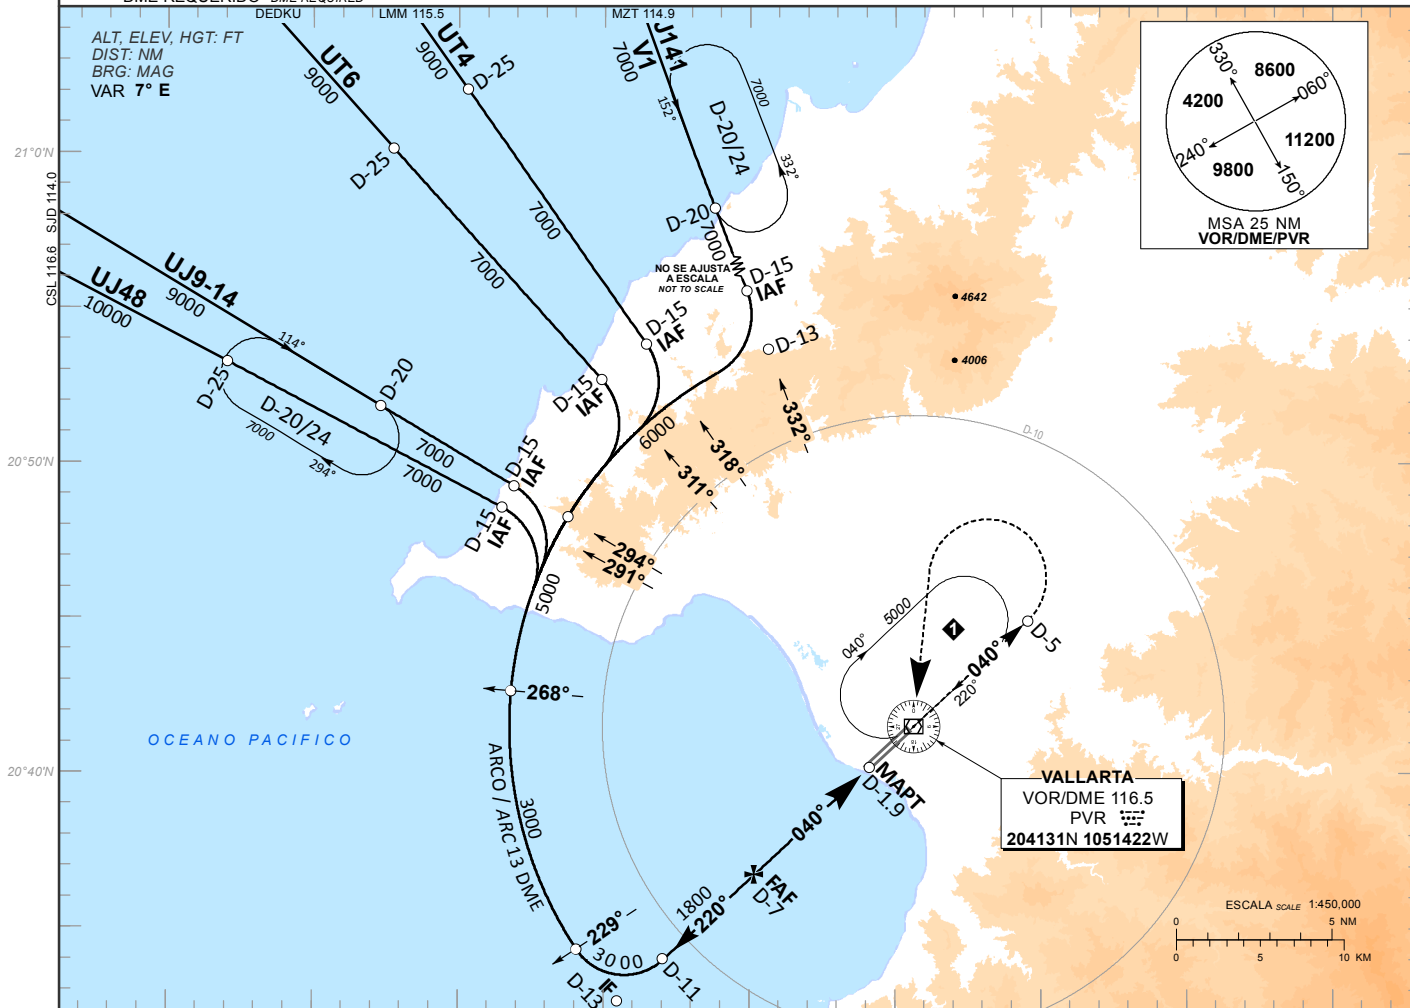 DME REQUERIDO DME REQUIRED
DEDKU
LMM 115.5
MZT 114.9
ALT, ELEV, HGT: FT
DIST: NM
BRG: MAG
VAR 7° E
UT6
9000
UT4
9000
D-25
D-25
J141
V1
7000
152°
7000
D-20/24
332°
D-20
7000
330°
8600
060°
4200
11200
240°
9800
150°
MSA 25 NM
VOR/DME/PVR
21°0'N
CSL 116.6 SJD 114.0
7000
7000
NO SE AJUSTA
A ESCALA
NOT TO SCALE
D-15
IAF
D-15
IAF
D-13
4642
4006
UJ9-14
9000
UJ48
10000
114°
D-25
D-20
D-20/24
7000
294°
7000
7000
D-15
IAF
D-15
IAF
D-15
IAF
6000
332°
318°
311°
D-10
20°50'N
294°
291°
5000
5000
040°
1
040°
220°
D-5
268°
OCEANO PACIFICO
20°40'N
ARCO / ARC 13 DME
3000
MAPT
D-1.9
VALLARTA
VOR/DME 116.5
PVR
204131N 1051422W
040°
FAF
D-7
1800
220°
229°
3000
D-13
IF
D-11
ESCALA SCALE 1:450,000
0 5 NM
0 5 10 KM